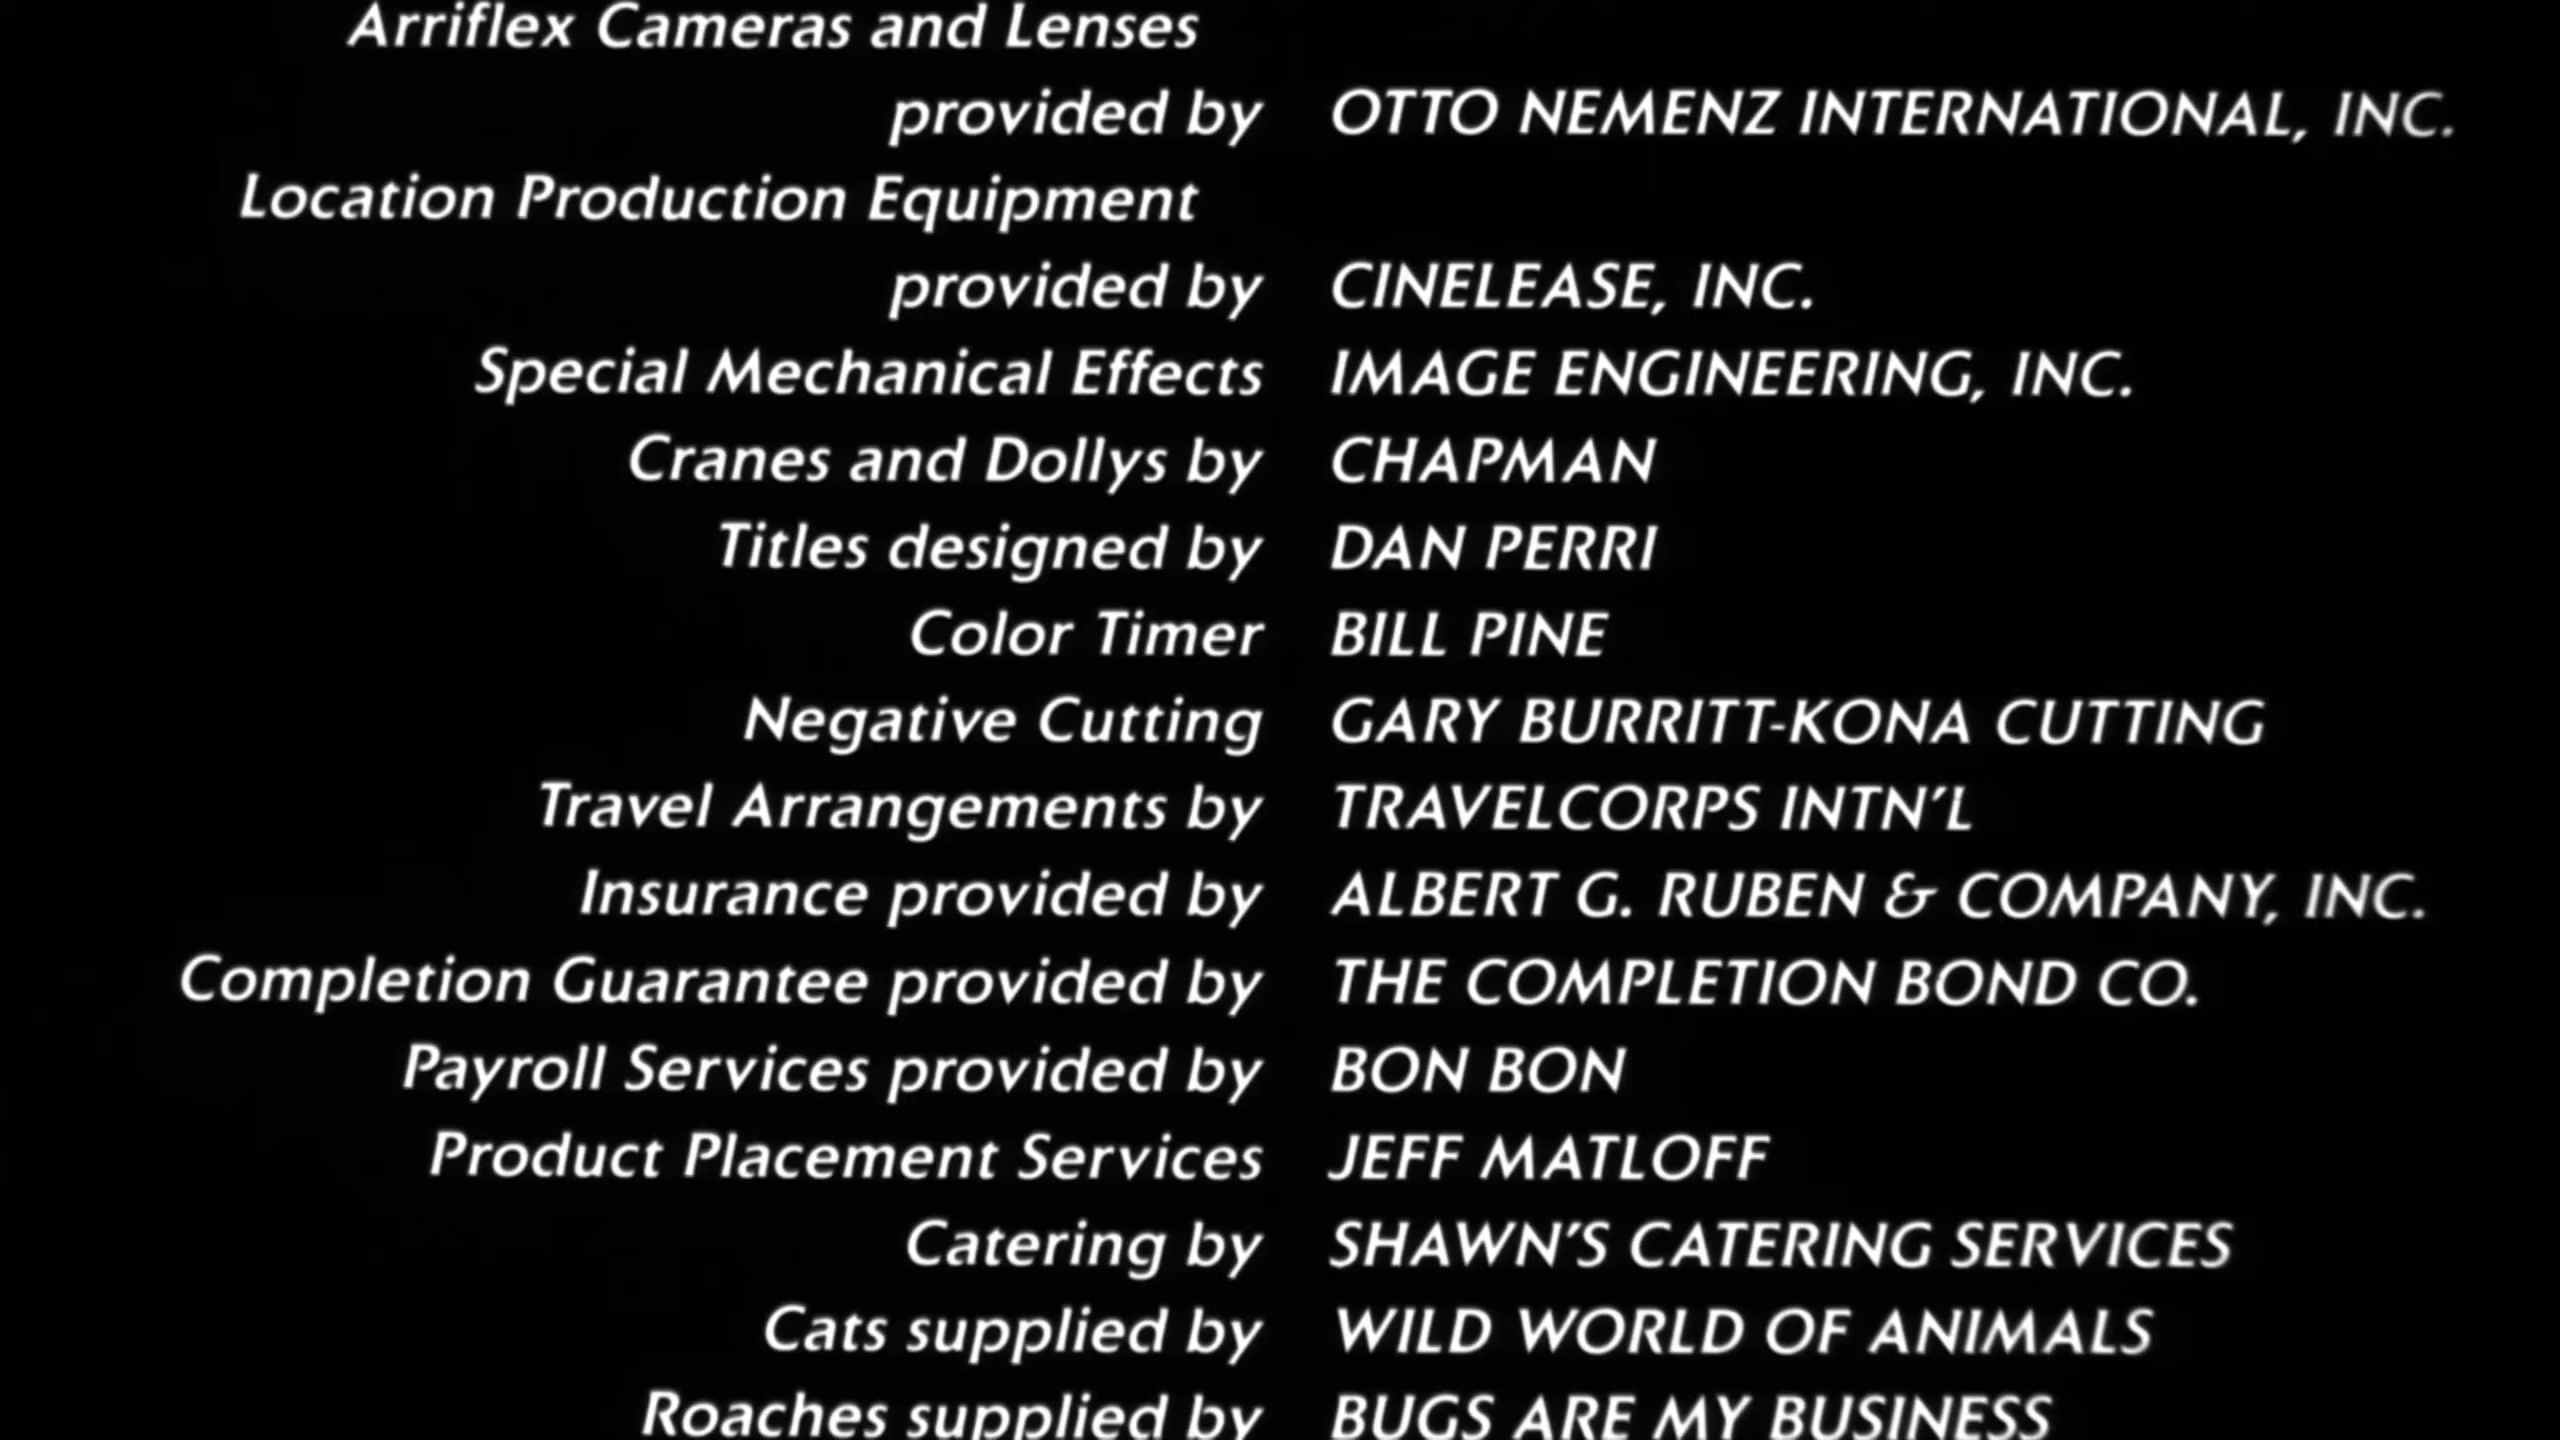 Arriflex Cameras and Lenses
provided by OTTO NEMENZ INTERNATIONAL, INC.
Location Production Equipment
provided by CINELEASE, INC.
Special Mechanical Effects IMAGE ENGINEERING, INC.
Cranes and Dollys by CHAPMAN
Titles designed by DAN PERRI
Color Timer BILL PINE
Negative Cutting GARY BURRITT-KONA CUTTING
Travel Arrangements by TRAVELCORPS INTN'L
Insurance provided by ALBERT G. RUBEN & COMPANY, INC.
Completion Guarantee provided by THE COMPLETION BOND CO.
Payroll Services provided by BON BON
Product Placement Services JEFF MATLOFF
Catering by SHAWN'S CATERING SERVICES
Cats supplied by WILD WORLD OF ANIMALS
Roaches supplied by BUGS ARE MY BUSINESS